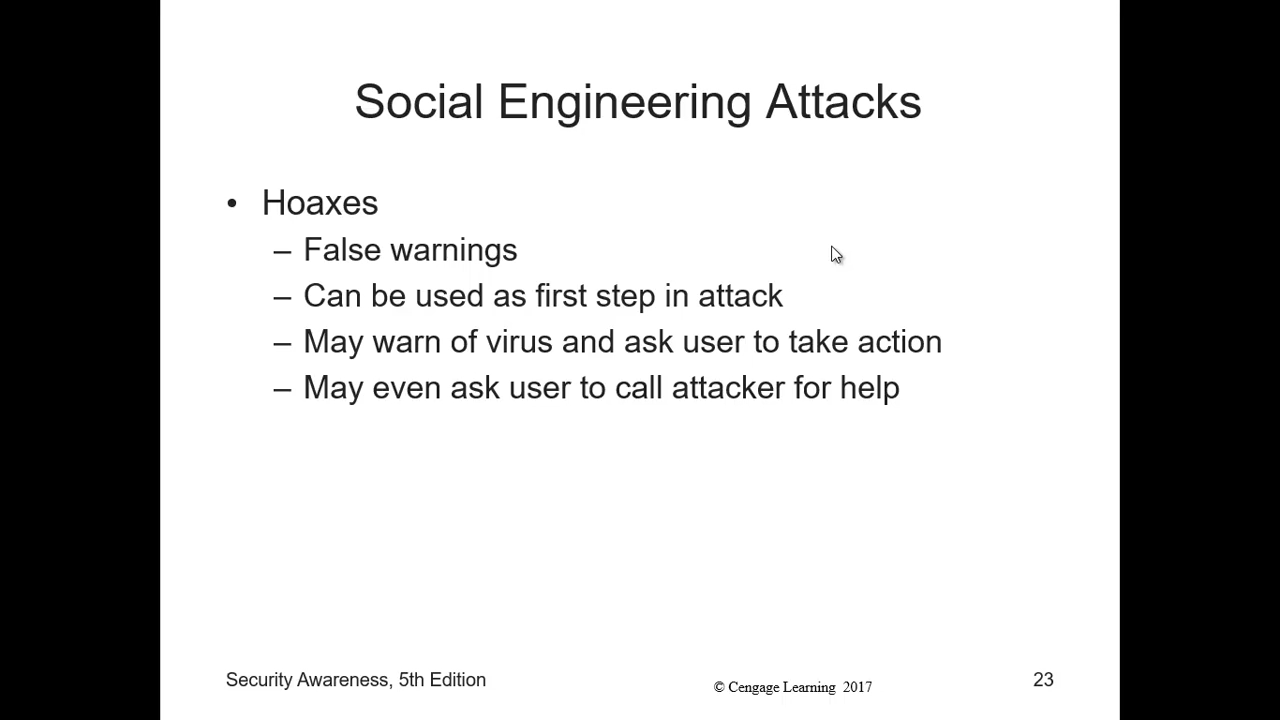 Social Engineering Attacks
• Hoaxes
– False warnings
– Can be used as first step in attack
– May warn of virus and ask user to take action
– May even ask user to call attacker for help
Security Awareness, 5th Edition
© Cengage Learning 2017
23